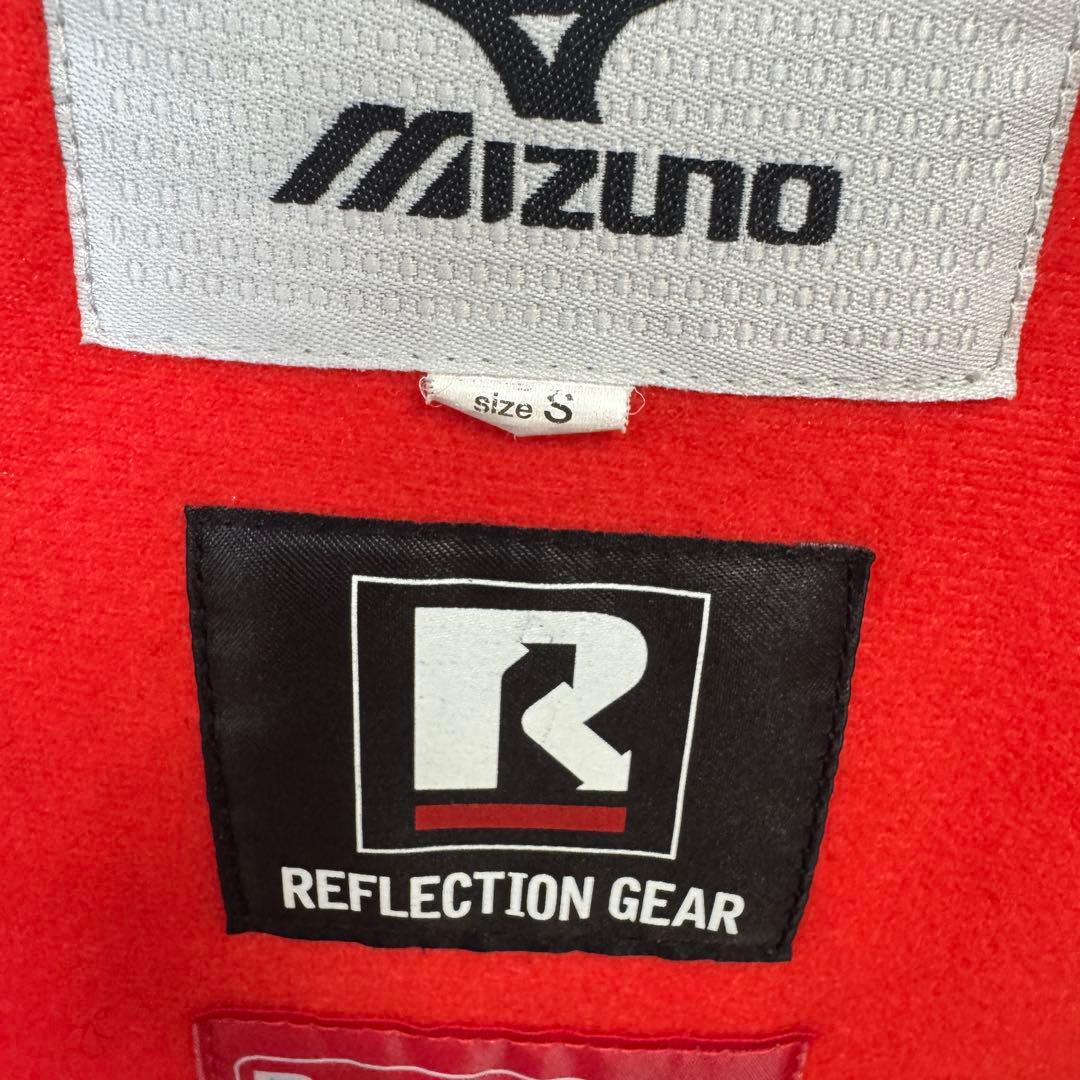 MIZUNO
size S
R
REFLECTION GEAR